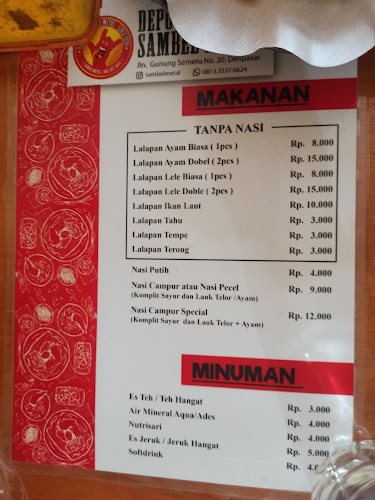 DEPO
SAMBEL
Jln. Gunung Semeru No. 20, Denpasar
sambelmetal 0813.3537.6624
MAKANAN
TANPA NASI
Lalapan Ayam Biasa ( 1pcs ) Rp. 8.000
Lalapan Ayam Dobel ( 2pcs ) Rp. 15.000
Lalapan Lele Biasa ( 1pcs ) Rp. 8.000
Lalapan Lele Doble ( 2pcs ) Rp. 15.000
Lalapan Ikan Laut Rp. 10.000
Lalapan Tahu Rp. 3.000
Lalapan Tempe Rp. 3.000
Lalapan Terong Rp. 3.000
Nasi Putih Rp. 4.000
Nasi Campur atau Nasi Pecel Rp. 9.000
(Komplit Sayur dan Lauk Telor /Ayam)
Nasi Campur Special Rp. 12.000
(Komplit Sayur dan Lauk Telor + Ayam)
MINUMAN
Es Teh / Teh Hangat Rp. 3.000
Air Mineral Aqua/Ades Rp. 4.000
Nutrisari Rp. 4.000
Es Jeruk / Jeruk Hangat Rp. 5.000
Softdrink Rp.